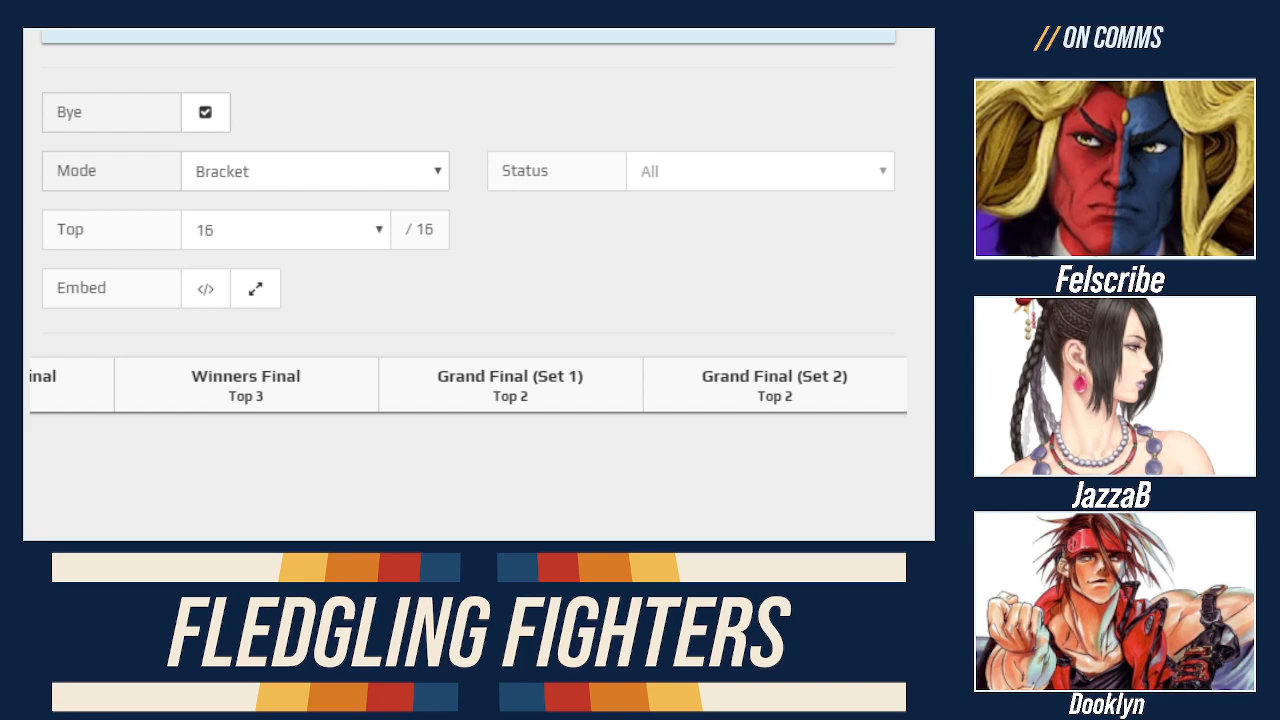 // ON COMMS
Bye
Mode Bracket Status All
Top 16 / 16
Embed </>
inal Winners Final Grand Final (Set 1) Grand Final (Set 2)
Top 3 Top 2 Top 2
Felscribe
JazzaB
Dooklyn
FLEDGLING FIGHTERS